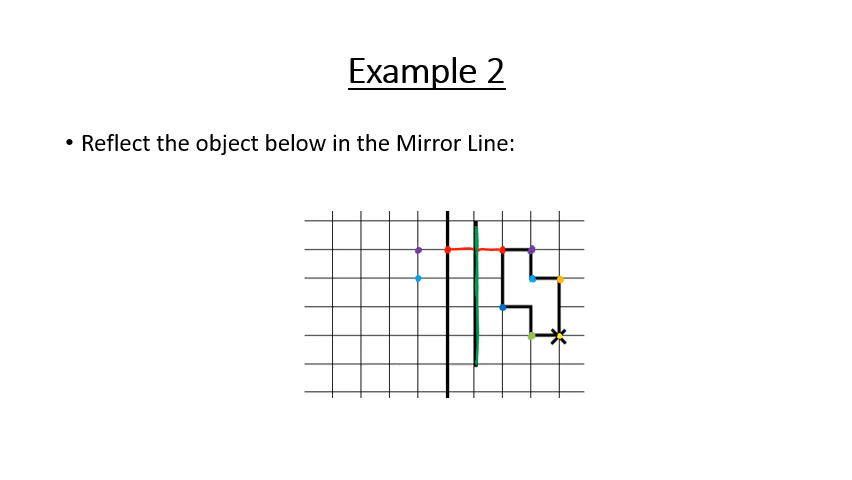 Example 2
• Reflect the object below in the Mirror Line: